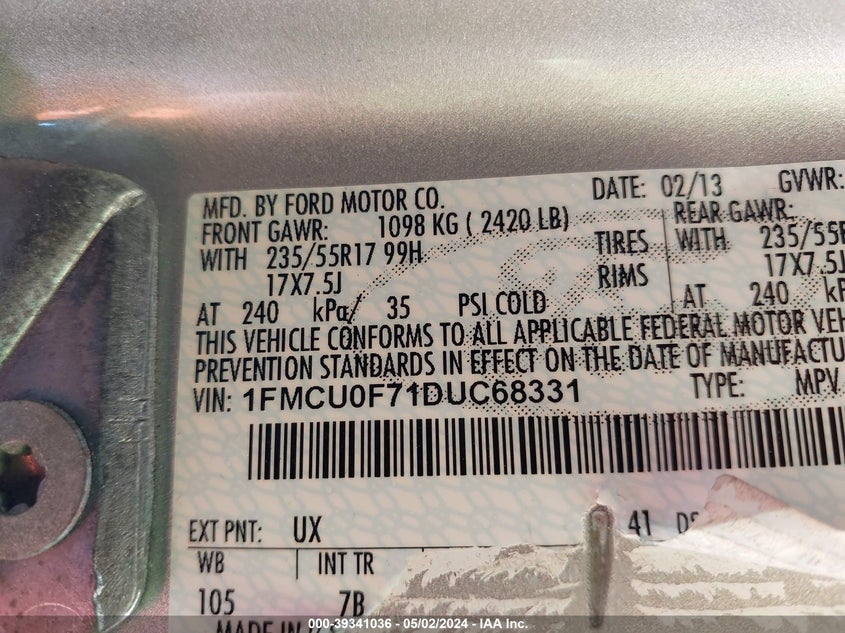 MFD. BY FORD MOTOR CO. DATE: 02/13 GVWR:
FRONT GAWR: 1098 KG ( 2420 LB) REAR GAWR:
WITH 235/55R17 99H TIRES WITH 235/55R
17X7.5J RIMS 17X7.5J
AT 240 kPa/ 35 PSI COLD AT 240
THIS VEHICLE CONFORMS TO ALL APPLICABLE FEDERAL MOTOR VEH
PREVENTION STANDARDS IN EFFECT ON THE DATE OF MANUFACTU
VIN: 1FMCU0F71DUC68331 TYPE: MPV
EXT PNT: UX 41
WB INT TR
105 7B
MADE IN
000-39341036 - 05/02/2024 - IAA Inc.